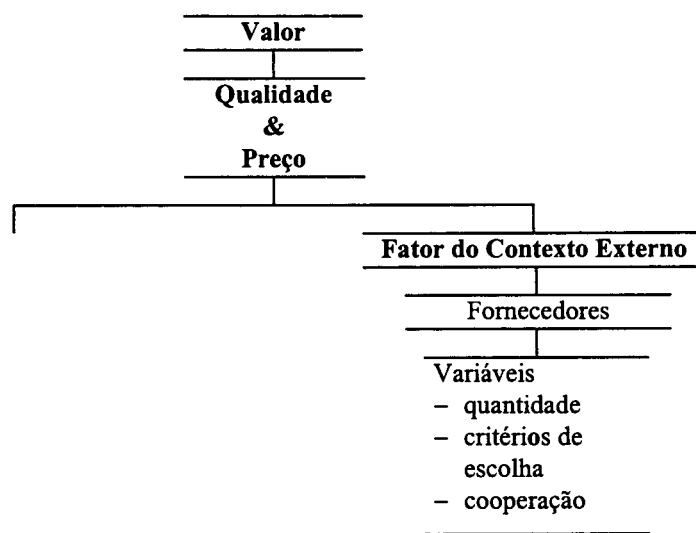 Valor
Qualidade
&
Preço
Fator do Contexto Externo
Fornecedores
Variáveis
– quantidade
– critérios de
escolha
– cooperação